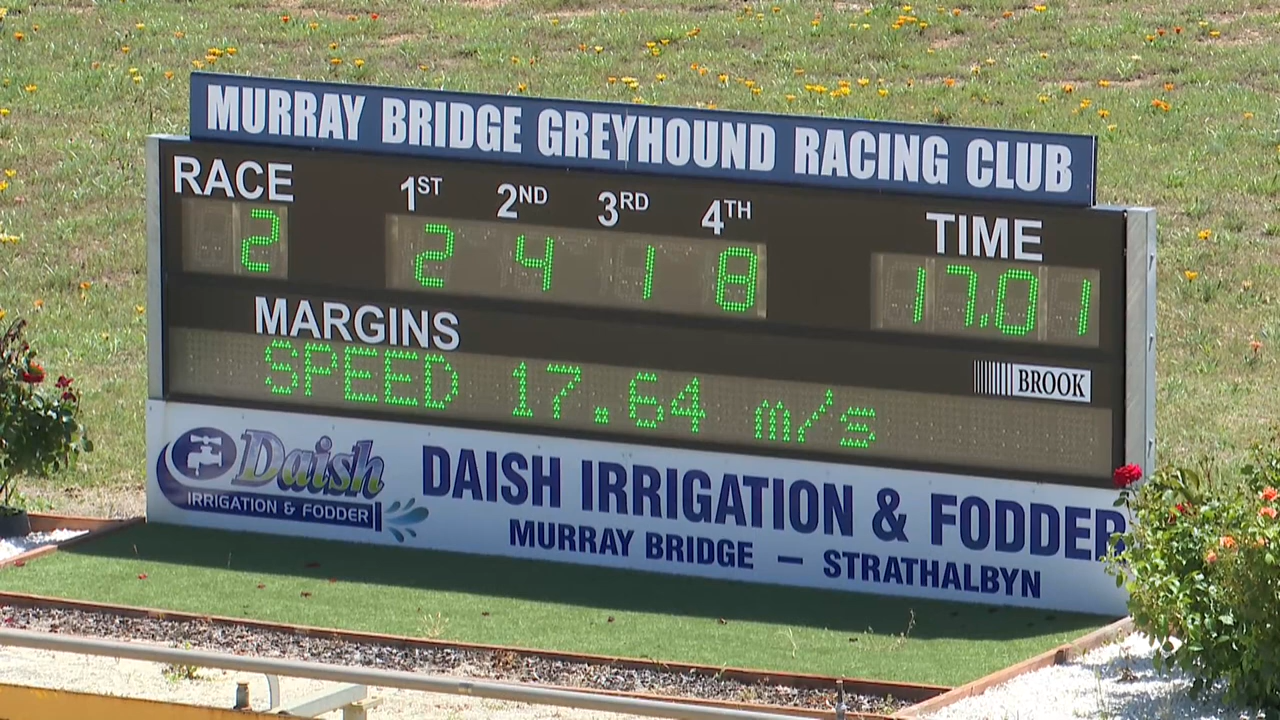 MURRAY BRIDGE GREYHOUND RACING CLUB
RACE 1ST 2ND 3RD 4TH TIME
2 2 4 1 8 17.01
MARGINS
SPEED 17.64 m/s
BROOK
Daish
IRRIGATION & FODDER
DAISH IRRIGATION & FODDER
MURRAY BRIDGE — STRATHALBYN